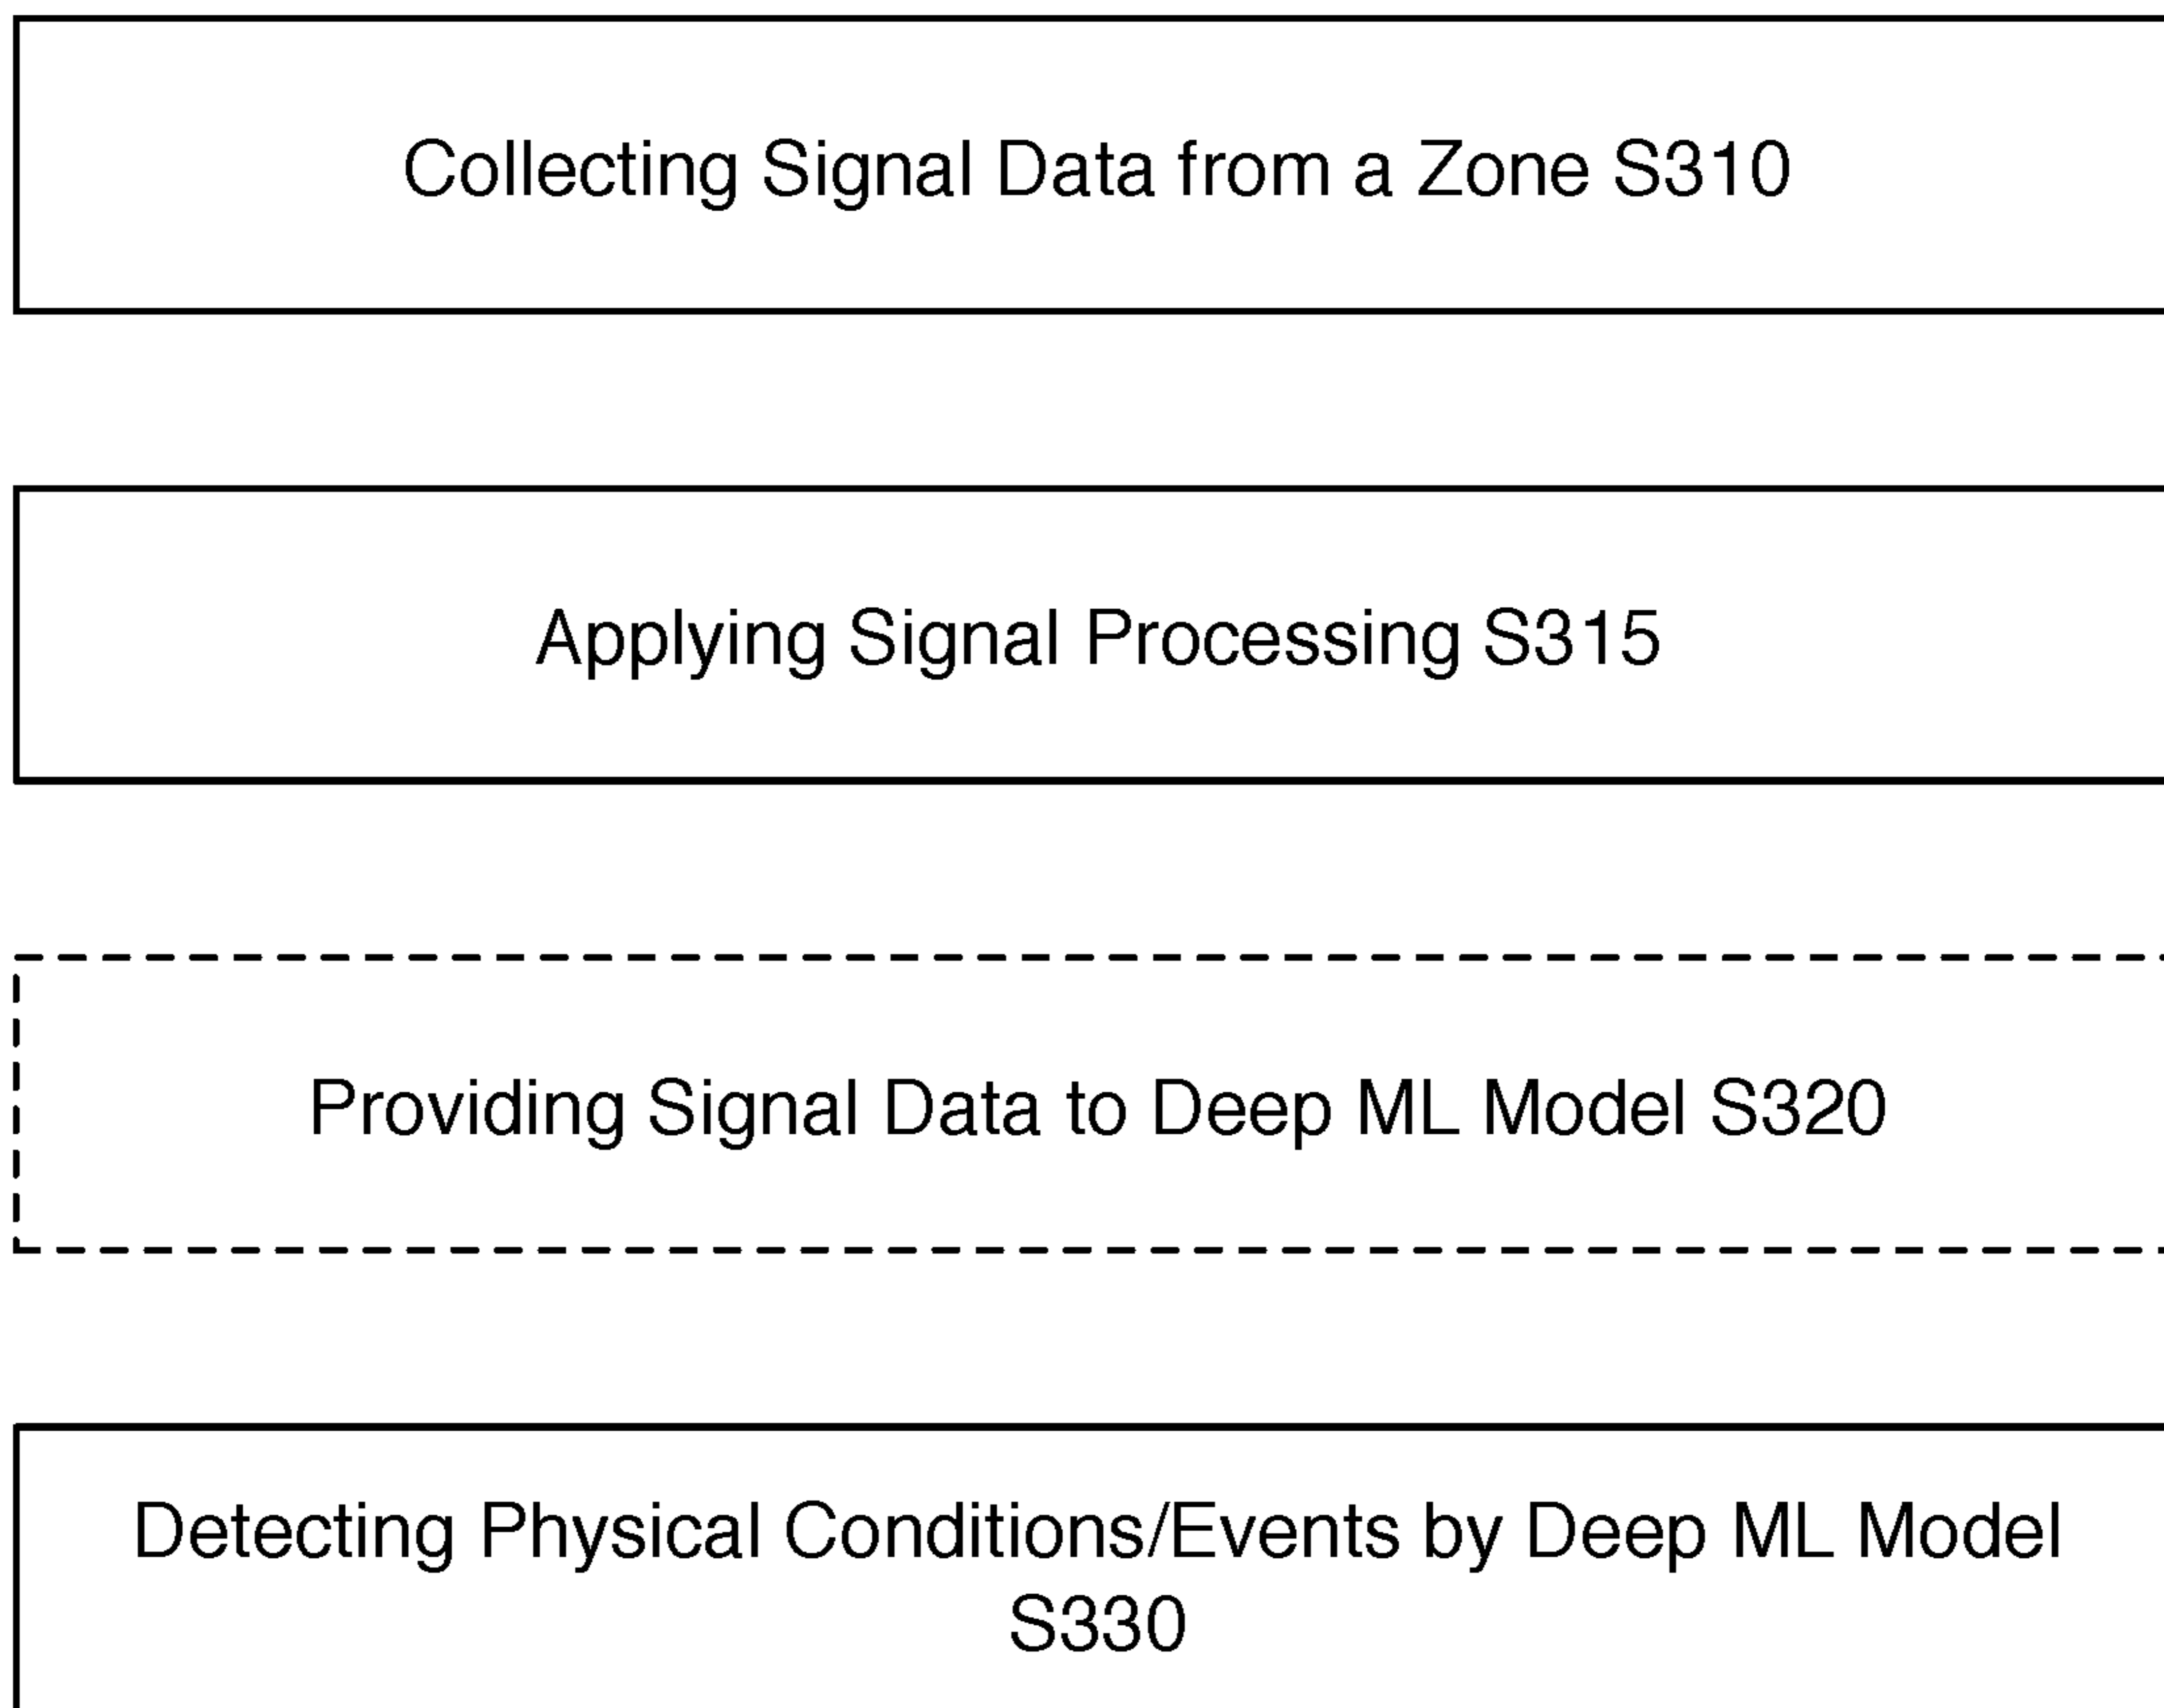 Collecting Signal Data from a Zone S310
Applying Signal Processing S315
Providing Signal Data to Deep ML Model S320
Detecting Physical Conditions/Events by Deep ML Model
S330